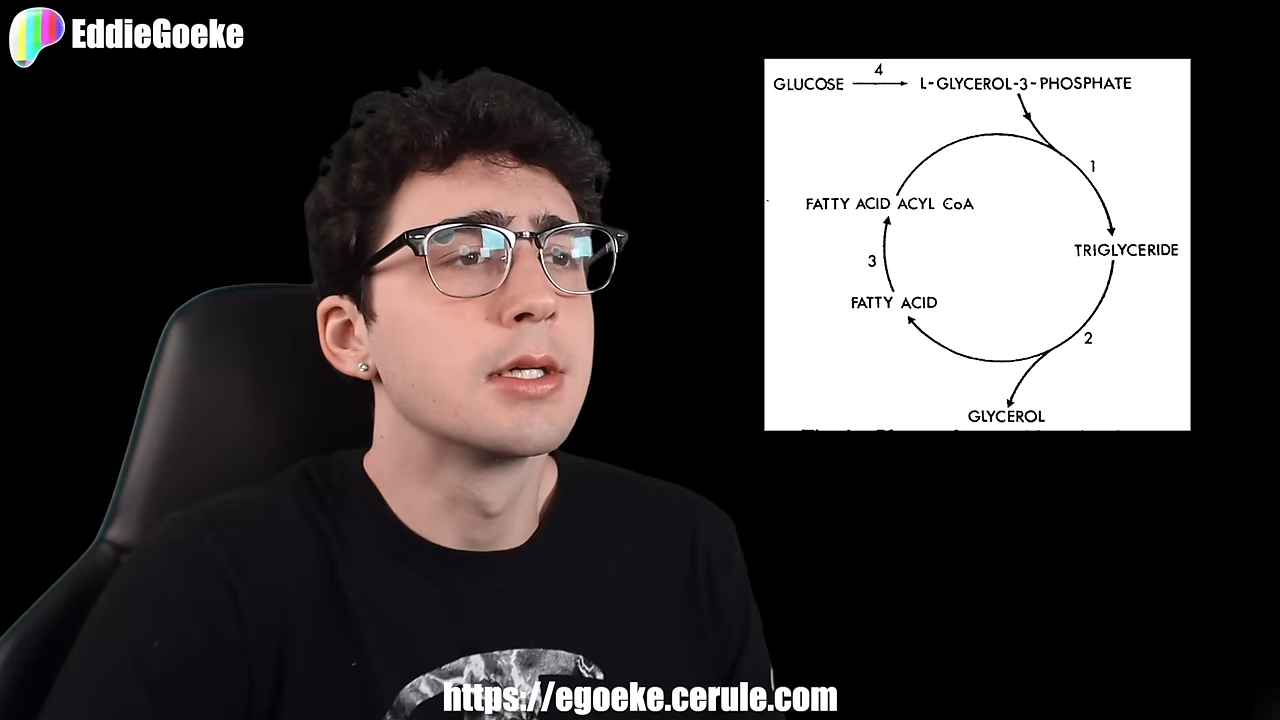 EddieGoeke
GLUCOSE 4 L-GLYCEROL-3-PHOSPHATE
1
FATTY ACID ACYL CoA
TRIGLYCERIDE
3
FATTY ACID
2
GLYCEROL
https://egoeke.cerule.com